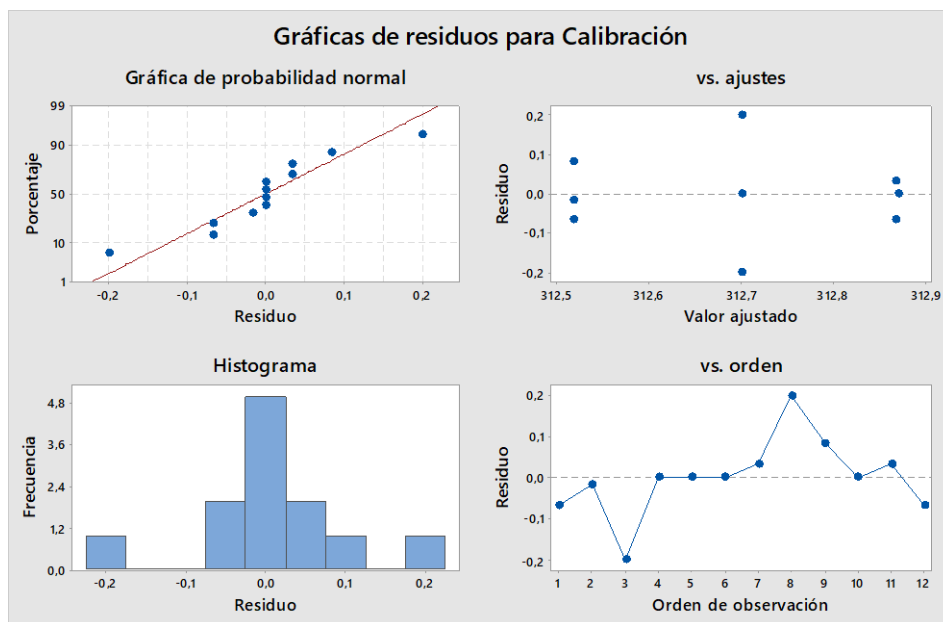 Gráficas de residuos para Calibración
Gráfica de probabilidad normal
99
90
50
10
1
Porcentaje
-0,2 -0,1 0,0 0,1 0,2
Residuo
vs. ajustes
0,2
0,1
0,0
-0,1
-0,2
Residuo
312,5 312,6 312,7 312,8 312,9
Valor ajustado
Histograma
4,8
3,6
2,4
1,2
0,0
Frecuencia
-0,2 -0,1 0,0 0,1 0,2
Residuo
vs. orden
0,2
0,1
0,0
-0,1
-0,2
Residuo
1 2 3 4 5 6 7 8 9 10 11 12
Orden de observación